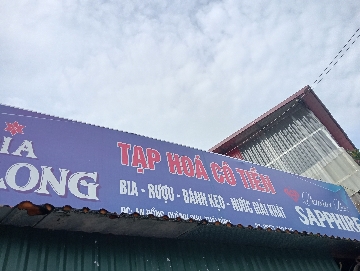 IA
LONG
TẠP HOÁ CÔ TIẾN
BIA - RƯỢU - BÁNH KẸO - NƯỚC GIẢI KHÁT
SAPPHIRE